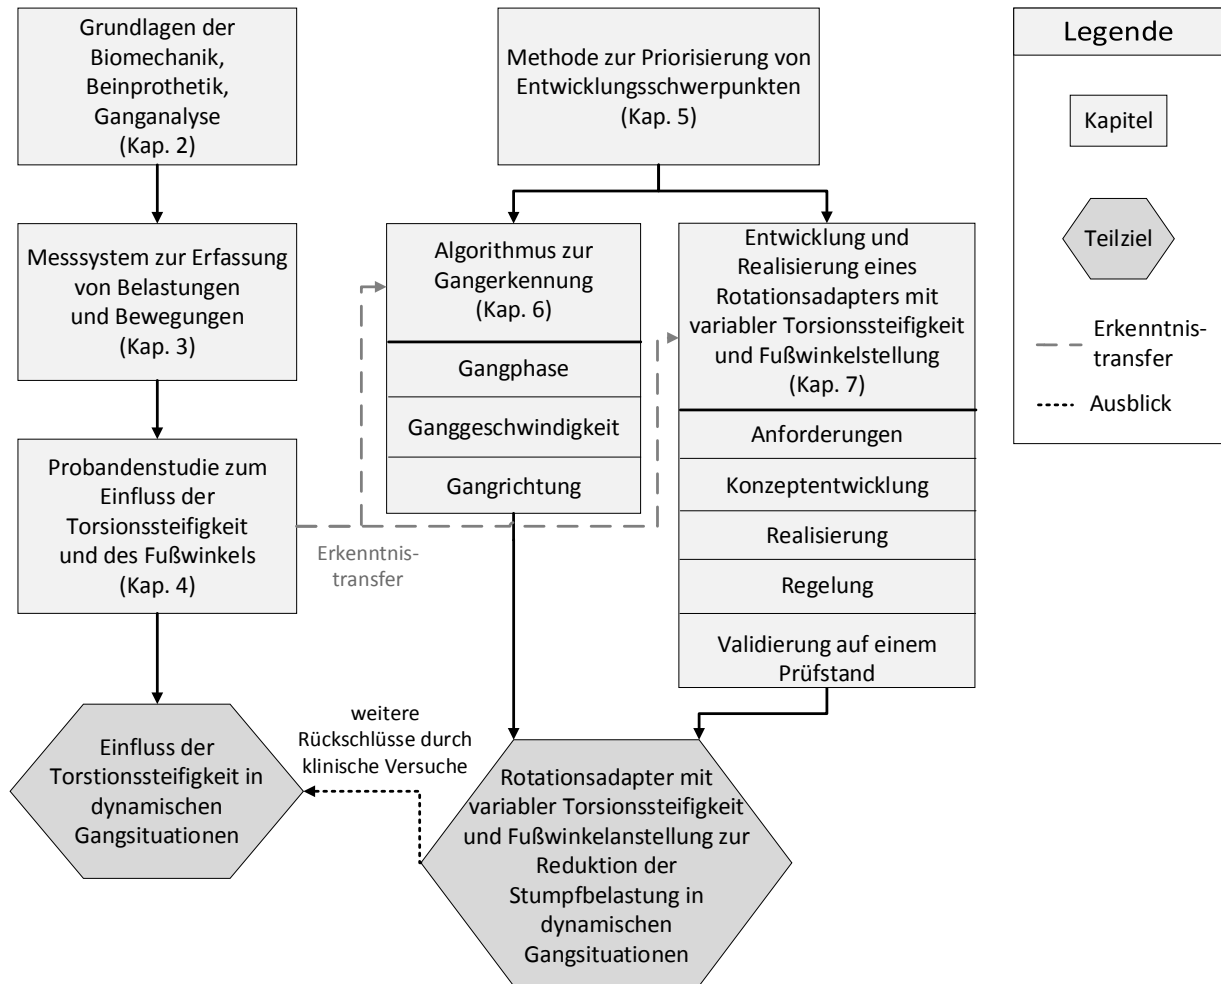 Grundlagen der
Biomechanik,
Beinprothetik,
Ganganalyse
(Kap. 2)
Messsystem zur Erfassung
von Belastungen
und Bewegungen
(Kap. 3)
Probandenstudie zum
Einfluss der
Torsionssteifigkeit
und des Fußwinkels
(Kap. 4)
Einfluss der
Torstionssteifigkeit in
dynamischen
Gangsituationen
Methode zur Priorisierung von
Entwicklungsschwerpunkten
(Kap. 5)
Algorithmus zur
Gangerkennung
(Kap. 6)
Gangphase
Ganggeschwindigkeit
Gangrichtung
Erkenntnis-
transfer
Entwicklung und
Realisierung eines
Rotationsadapters mit
variabler Torsionssteifigkeit
und Fußwinkelstellung
(Kap. 7)
Anforderungen
Konzeptentwicklung
Realisierung
Regelung
Validierung auf einem
Prüfstand
weitere
Rückschlüsse durch
klinische Versuche
Rotationsadapter mit
variabler Torsionssteifigkeit
und Fußwinkelanstellung zur
Reduktion der
Stumpfbelastung in
dynamischen
Gangsituationen
Legende
Kapitel
Teilziel
Erkenntnis-
transfer
Ausblick